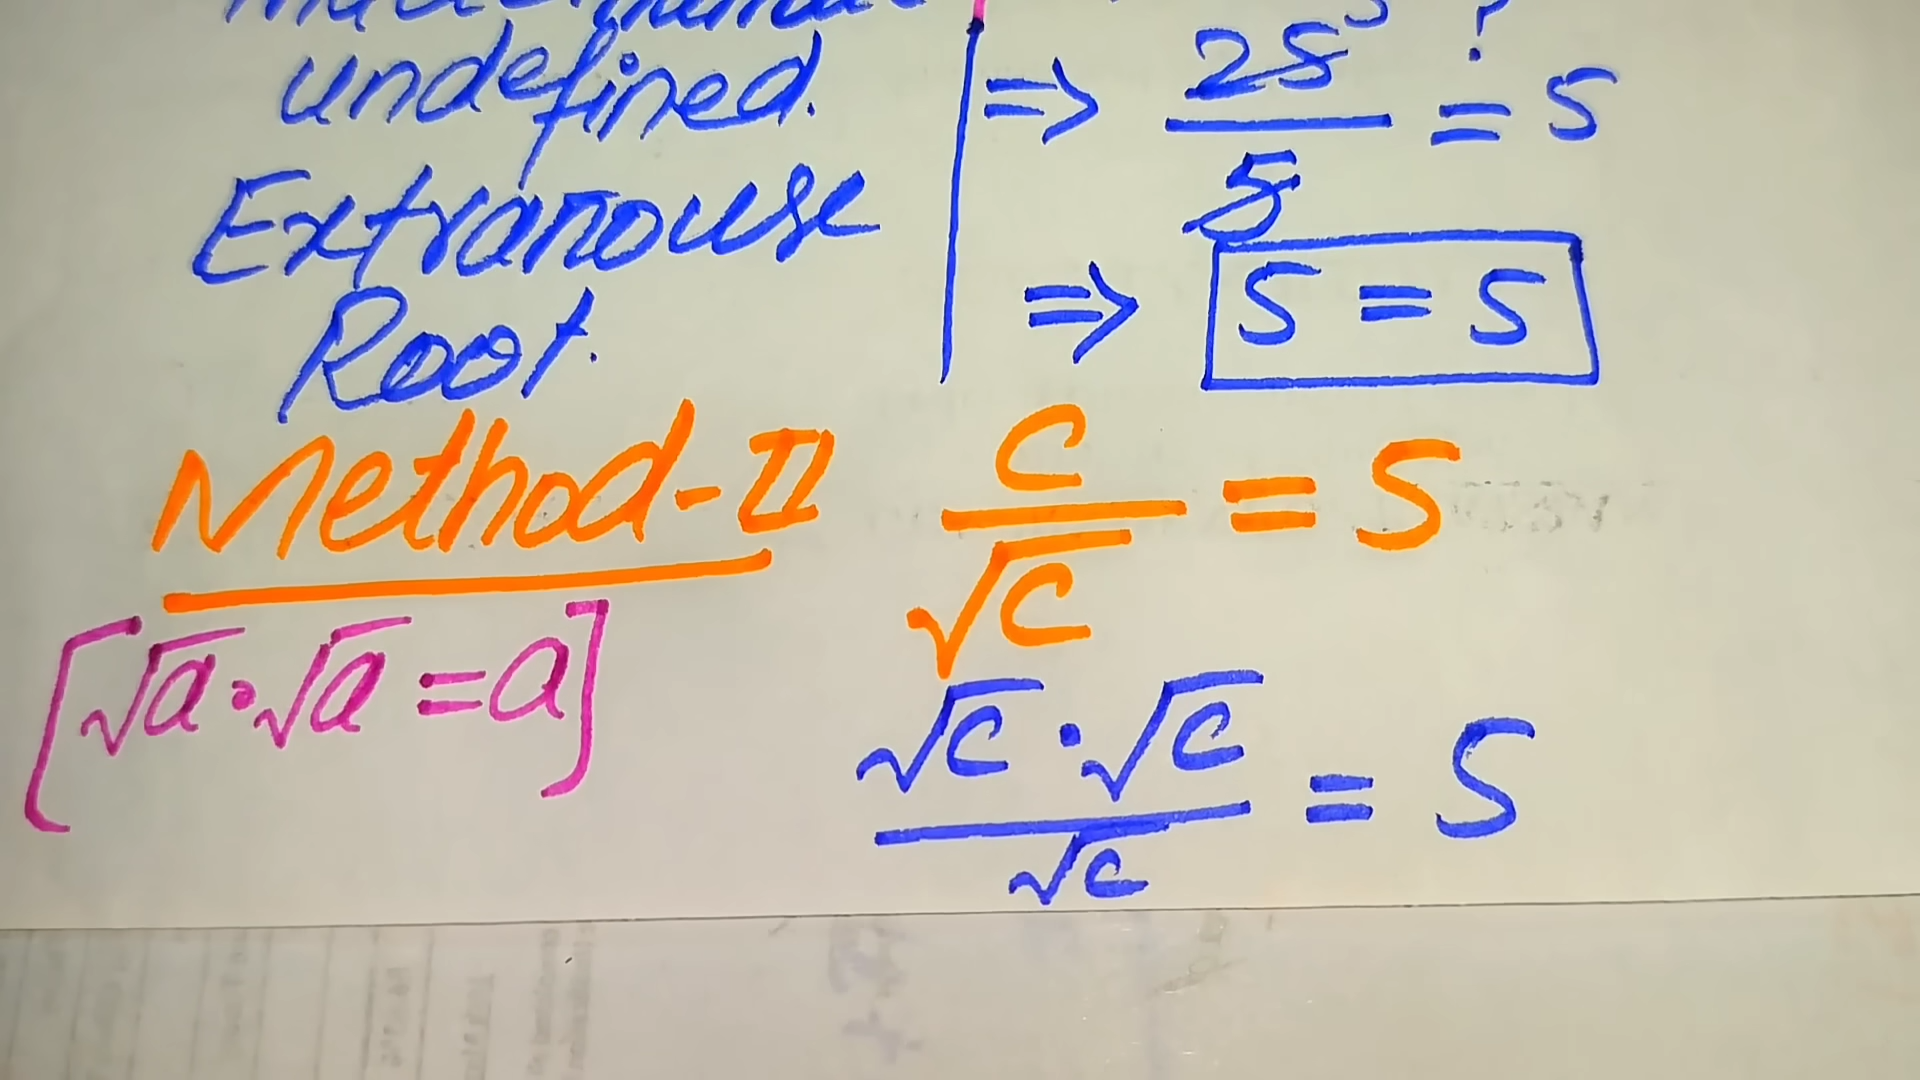 undefined.
Extranouse
Root.
=> 25/5 = 5 ?
=> 5 = 5
Method-II
[√a·√a=a]
c/√c = 5
√c·√c/√c = 5